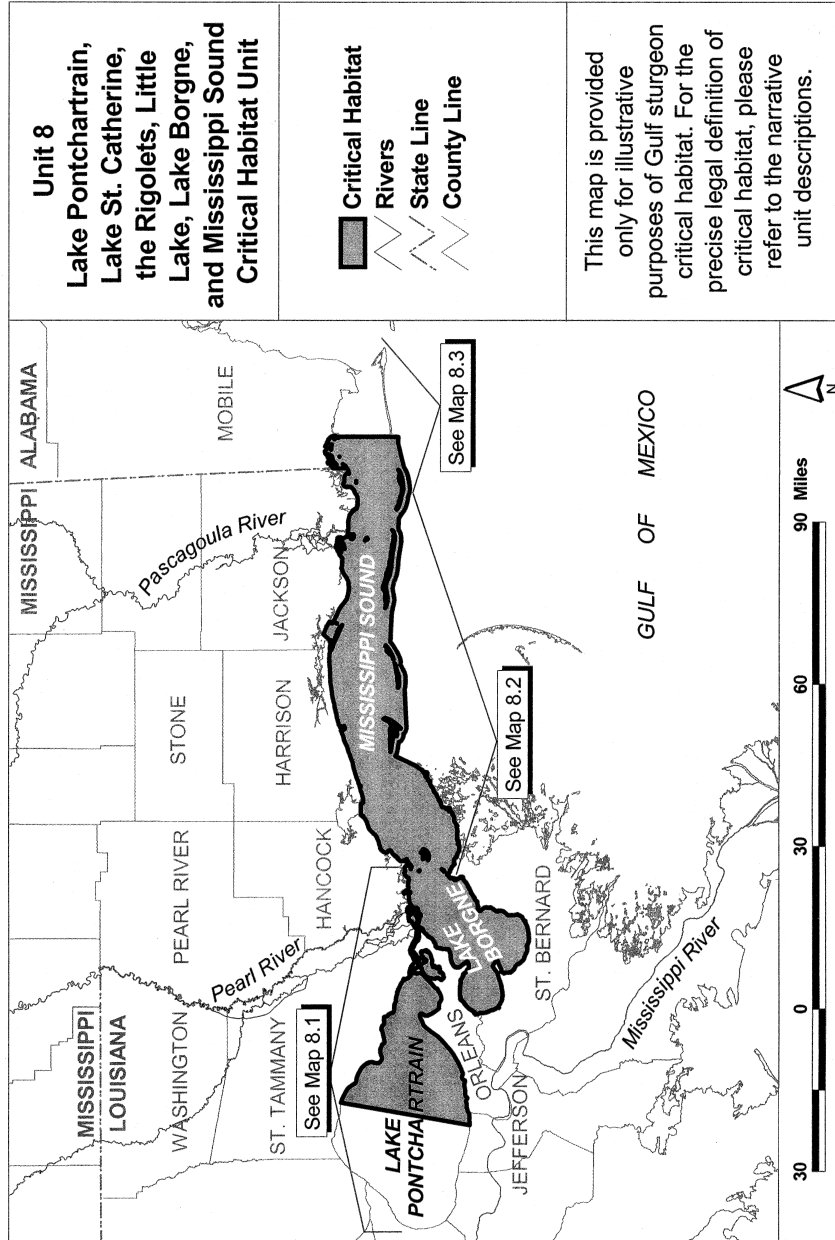 Unit 8
Lake Pontchartrain,
Lake St. Catherine,
the Rigolets, Little
Lake, Lake Borgne,
and Mississippi Sound
Critical Habitat Unit
Critical Habitat
Rivers
State Line
County Line
This map is provided
only for illustrative
purposes of Gulf sturgeon
critical habitat. For the
precise legal definition of
critical habitat, please
refer to the narrative
unit descriptions.
MISSISSIPPI
LOUISIANA
MISSISSIPPI
ALABAMA
WASHINGTON
PEARL RIVER
STONE
Pascagoula River
MOBILE
Pearl River
ST. TAMMANY
HANCOCK
HARRISON
JACKSON
See Map 8.1
MISSISSIPPI SOUND
LAKE
PONTCHARTRAIN
LAKE
BORGNE
ORLEANS
See Map 8.3
JEFFERSON
ST. BERNARD
See Map 8.2
Mississippi River
GULF OF MEXICO
30
0
30
60
90 Miles
N